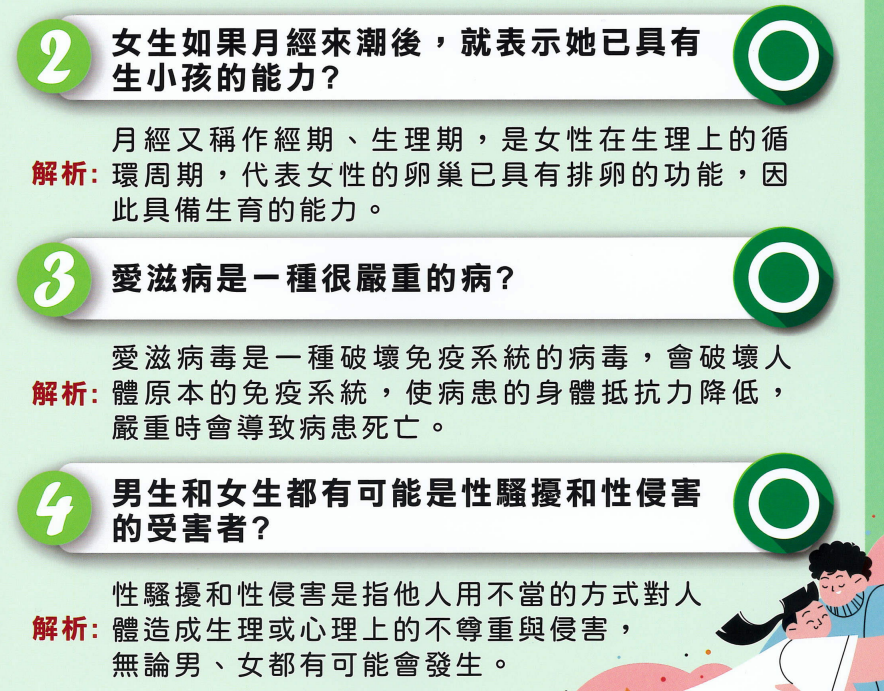 2
女生如果月經來潮後，就表示她已具有
生小孩的能力?
月經又稱作經期、生理期，是女性在生理上的循
解析: 環周期，代表女性的卵巢已具有排卵的功能，因
此具備生育的能力。
3
愛滋病是一種很嚴重的病?
愛滋病毒是一種破壞免疫系統的病毒，會破壞人
解析: 體原本的免疫系統，使病患的身體抵抗力降低，
嚴重時會導致病患死亡。
4
男生和女生都有可能是性騷擾和性侵害
的受害者?
性騷擾和性侵害是指他人用不當的方式對人
解析: 體造成生理或心理上的不尊重與侵害，
無論男、女都有可能會發生。